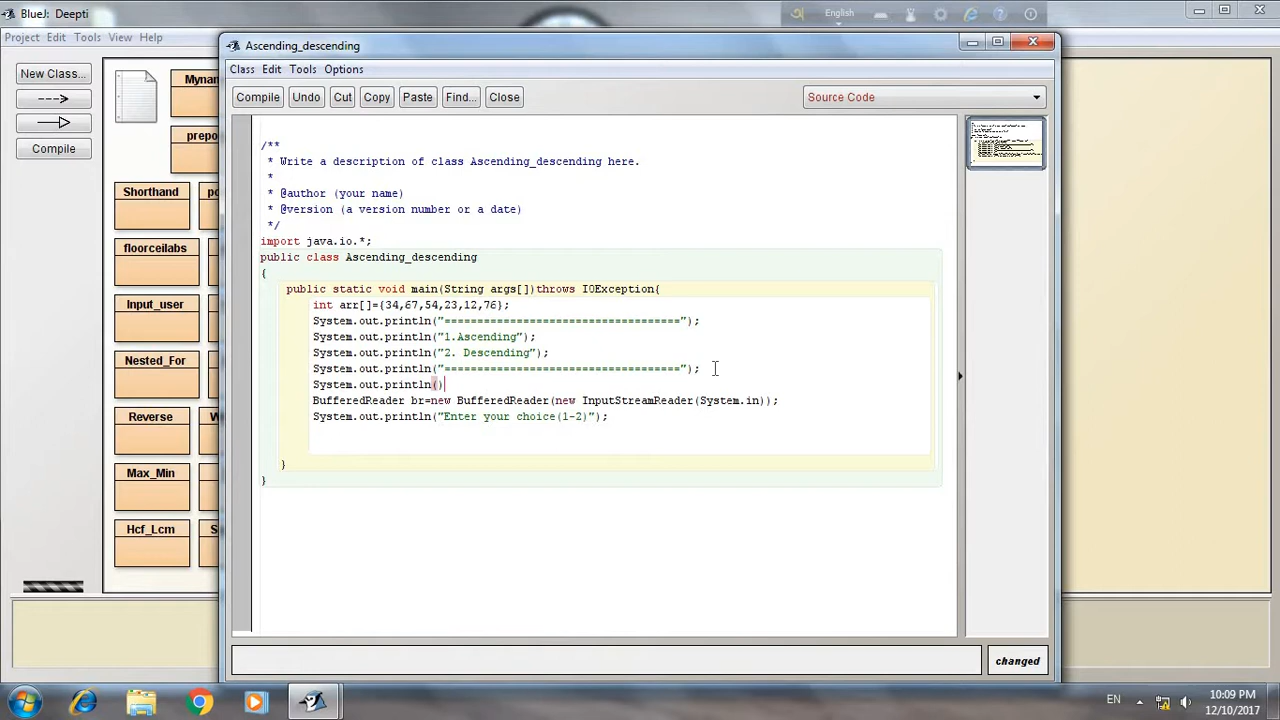 BlueJ: Deepti
English
Project Edit Tools View Help
New Class...
Compile
Shorthand
floorceilabs
Input_user
Nested_For
Reverse
Max_Min
Hcf_Lcm
Ascending_descending
Class Edit Tools Options
Compile Undo Cut Copy Paste Find... Close
Source Code
/**
* Write a description of class Ascending_descending here.
*
* @author (your name)
* @version (a version number or a date)
*/
import java.io.*;
public class Ascending_descending
{
public static void main(String args[])throws IOException{
int arr[]={34,67,54,23,12,76};
System.out.println("====================================");
System.out.println("1.Ascending");
System.out.println("2. Descending");
System.out.println("====================================");
System.out.println()
BufferedReader br=new BufferedReader(new InputStreamReader(System.in));
System.out.println("Enter your choice(1-2)");
}
}
changed
EN
10:09 PM
12/10/2017